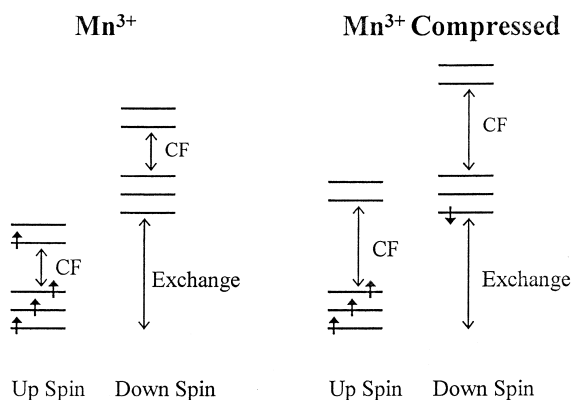 Mn³⁺
Mn³⁺ Compressed
CF
CF
CF
CF
Exchange
Exchange
Up Spin
Down Spin
Up Spin
Down Spin